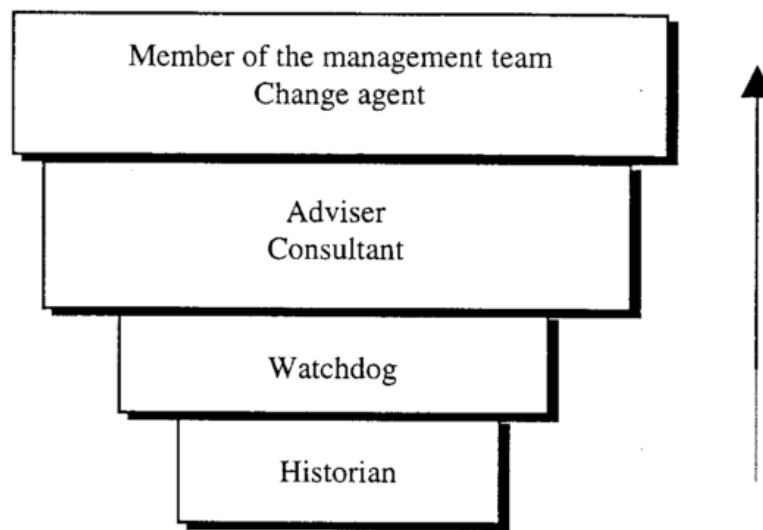 Member of the management team
Change agent
Adviser
Consultant
Watchdog
Historian